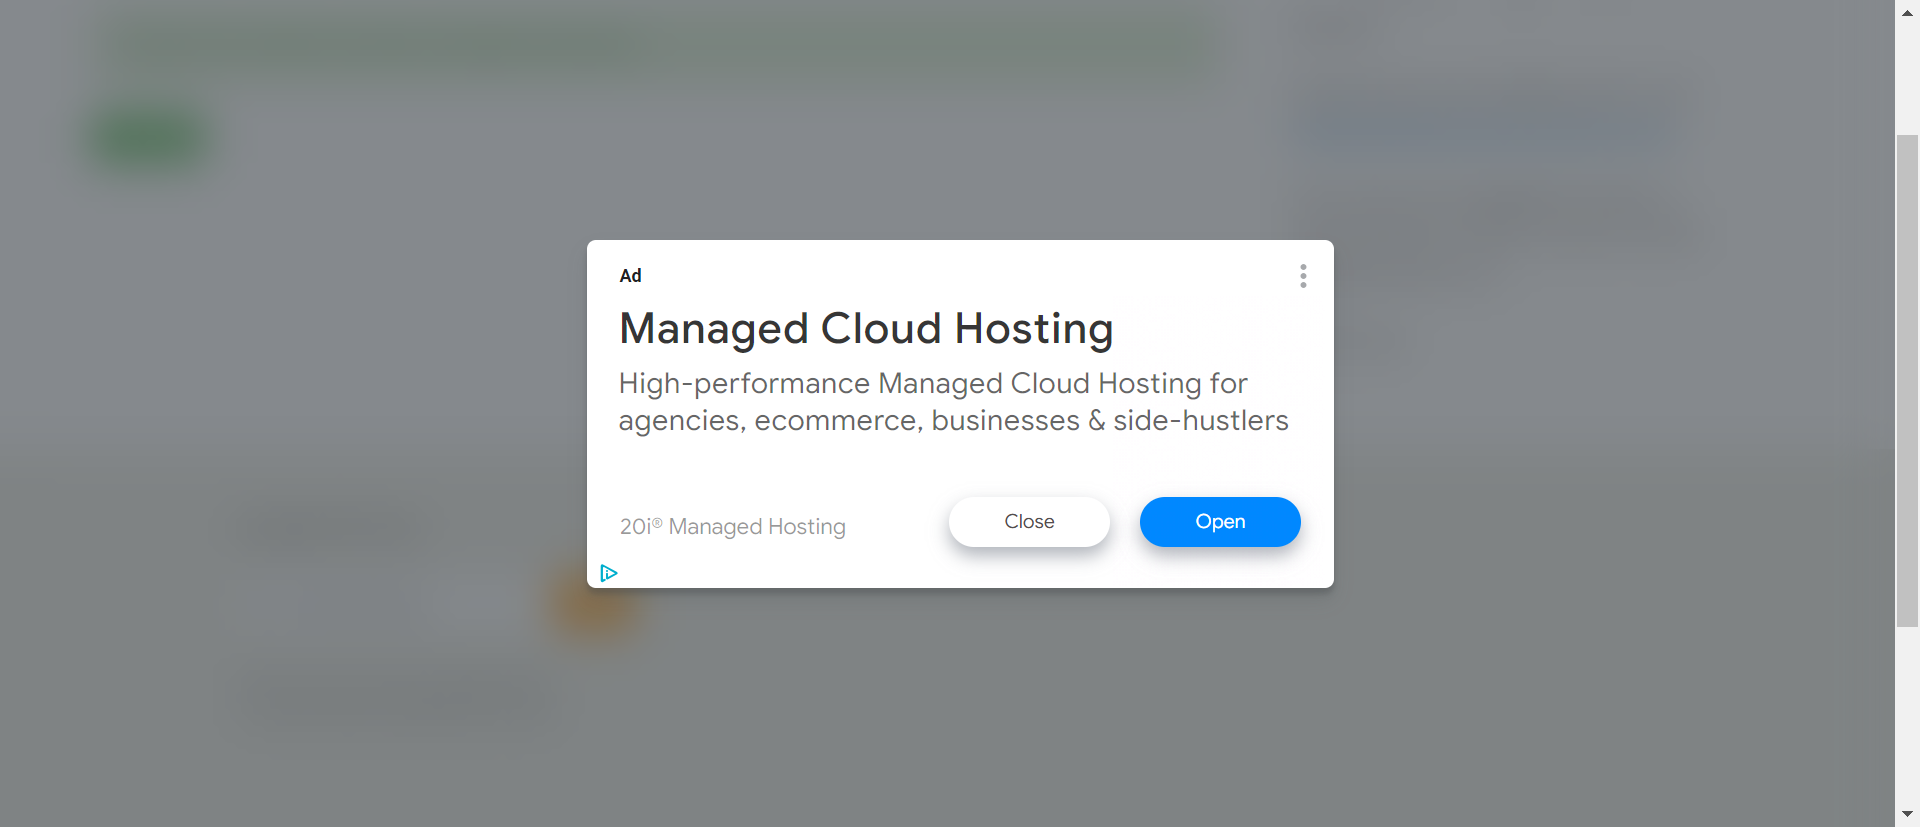 Ad
Managed Cloud Hosting
High-performance Managed Cloud Hosting for
agencies, ecommerce, businesses & side-hustlers
20i® Managed Hosting
Close
Open